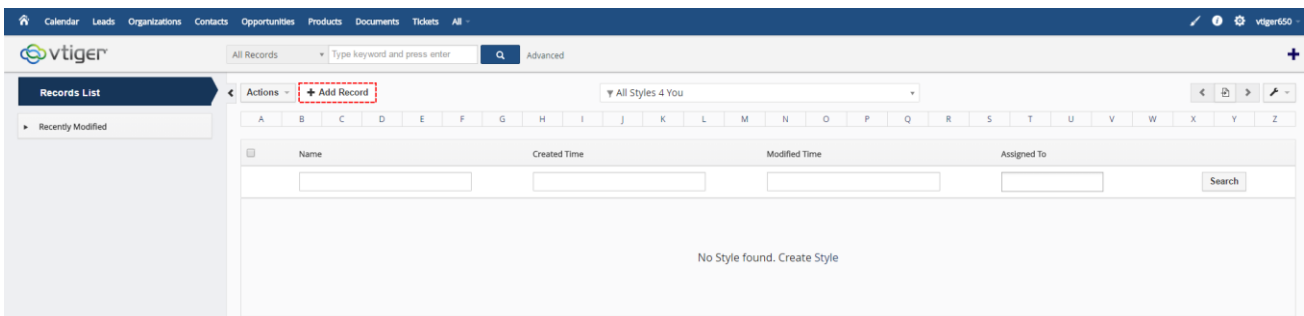 Calendar Leads Organizations Contacts Opportunities Products Documents Tickets All vtiger650
vtiger All Records Type keyword and press enter Advanced
Records List Actions + Add Record All Styles 4 You
Recently Modified A B C D E F G H I J K L M N O P Q R S T U V W X Y Z
Name Created Time Modified Time Assigned To
Search
No Style found. Create Style